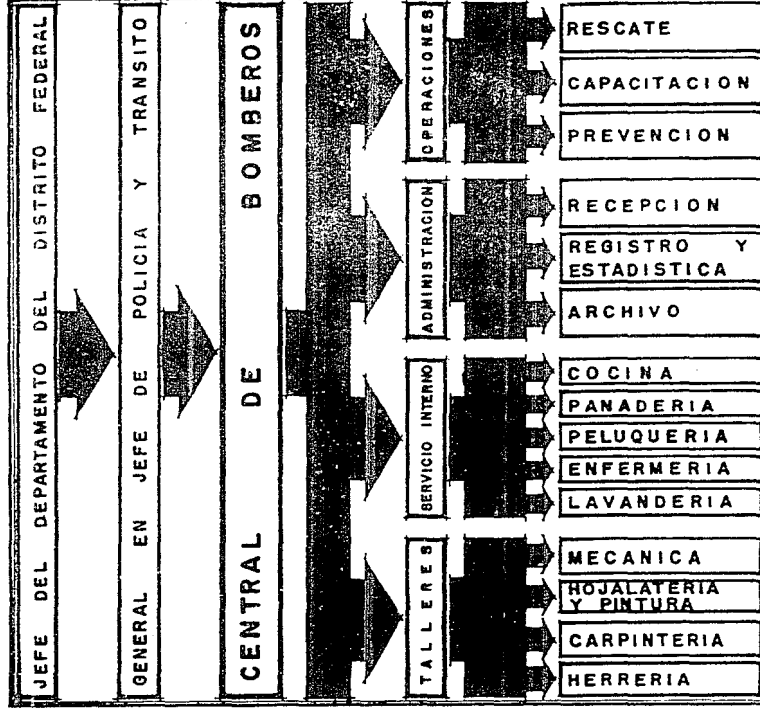 JEFE DEL DEPARTAMENTO DEL DISTRITO FEDERAL
GENERAL EN JEFE DE POLICIA Y TRANSITO
CENTRAL DE BOMBEROS
OPERACIONES
RESCATE
CAPACITACION
PREVENCION
ADMINISTRACION
RECEPCION
REGISTRO Y
ESTADISTICA
ARCHIVO
SERVICIO INTERNO
COCINA
PANADERIA
PELUQUERIA
ENFERMERIA
LAVANDERIA
TALLERES
MECANICA
HOJALATERIA
Y PINTURA
CARPINTERIA
HERRERIA